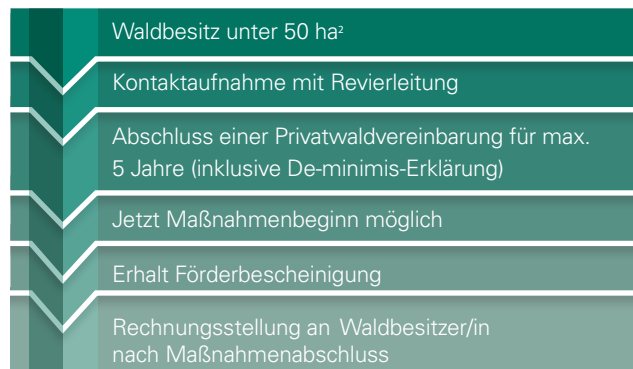 Waldbesitz unter 50 ha²
Kontaktaufnahme mit Revierleitung
Abschluss einer Privatwaldvereinbarung für max.
5 Jahre (inklusive De-minimis-Erklärung)
Jetzt Maßnahmenbeginn möglich
Erhalt Förderbescheinigung
Rechnungsstellung an Waldbesitzer/in
nach Maßnahmenabschluss